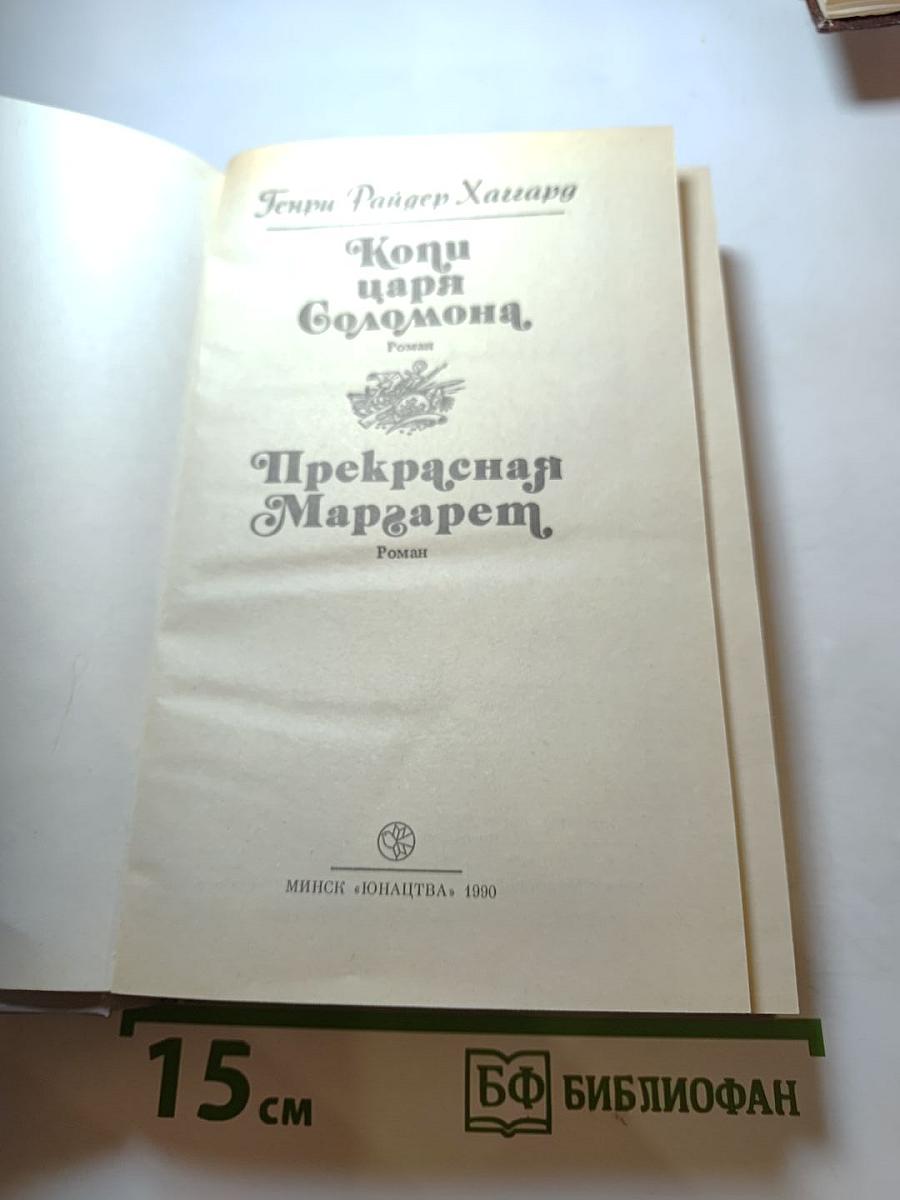 Генри Райдер Хаггард
Копи
царя
Соломона
Роман
Прекрасная
Маргарет
Роман
МИНСК «ЮНАЦТВА» 1990
15 см
БФ БИБЛИОФАН